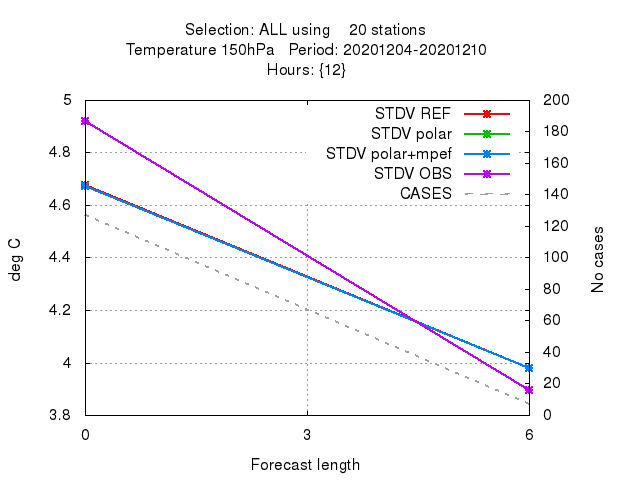 Selection: ALL using    20 stations
Temperature 150hPa   Period: 20201204-20201210
Hours: {12}
STDV REF
STDV polar
STDV polar+mpef
STDV OBS
CASES
5
4.8
4.6
4.4
4.2
4
3.8
deg C
200
180
160
140
120
100
80
60
40
20
0
No cases
0 3 6
Forecast length